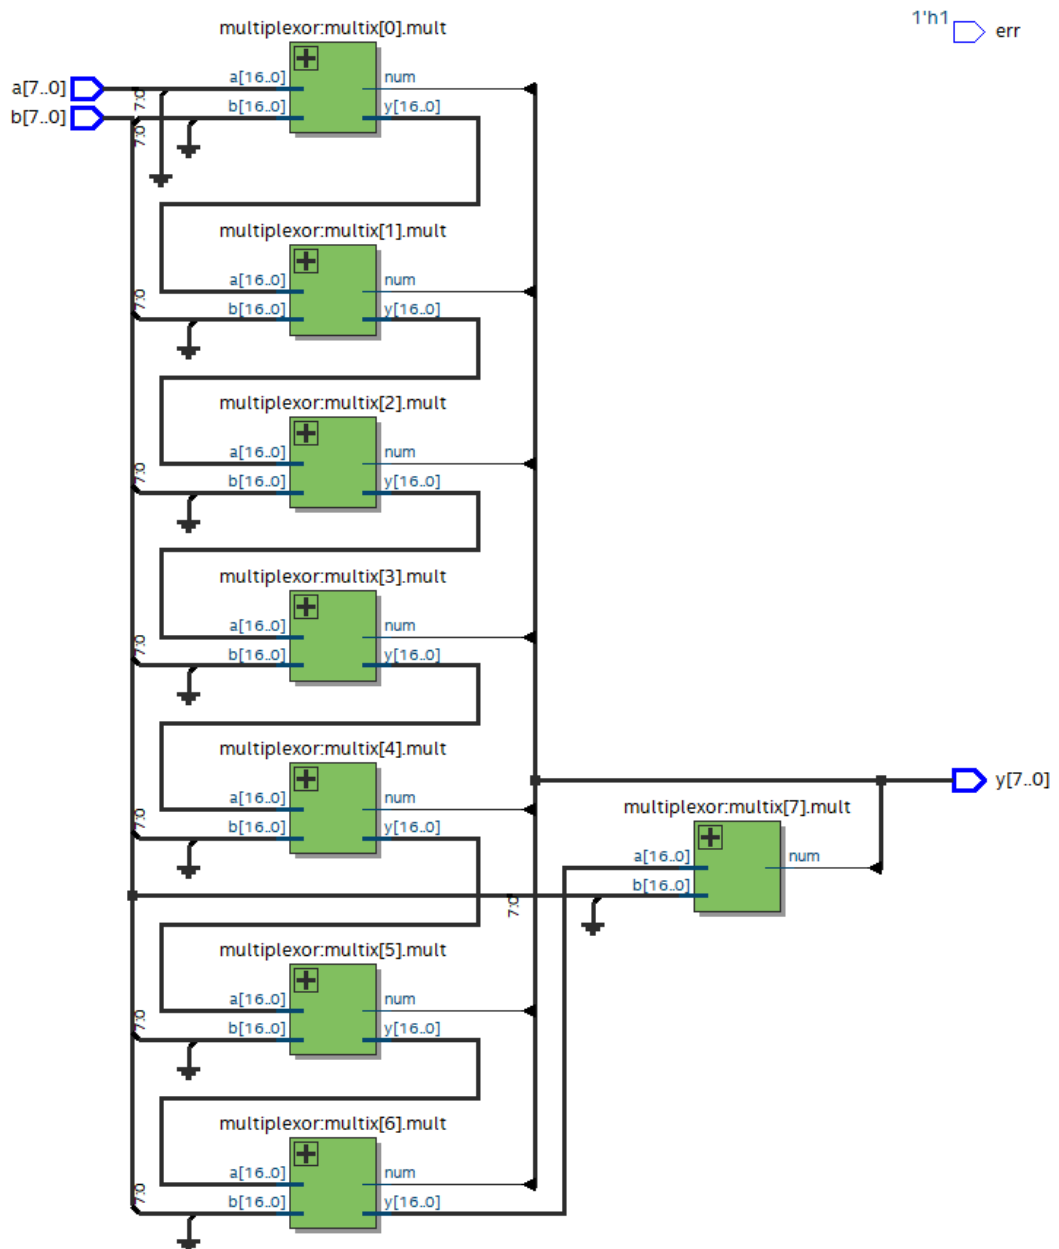 multiplexor:multix[0].mult
1'h1
err
a[7..0]
b[7..0]
7:0
7:0
a[16..0]
b[16..0]
num
y[16..0]
multiplexor:multix[1].mult
7:0
a[16..0]
b[16..0]
num
y[16..0]
multiplexor:multix[2].mult
7:0
a[16..0]
b[16..0]
num
y[16..0]
multiplexor:multix[3].mult
7:0
a[16..0]
b[16..0]
num
y[16..0]
multiplexor:multix[4].mult
7:0
a[16..0]
b[16..0]
num
y[16..0]
y[7..0]
multiplexor:multix[7].mult
7:0
a[16..0]
b[16..0]
num
multiplexor:multix[5].mult
7:0
a[16..0]
b[16..0]
num
y[16..0]
multiplexor:multix[6].mult
7:0
a[16..0]
b[16..0]
num
y[16..0]